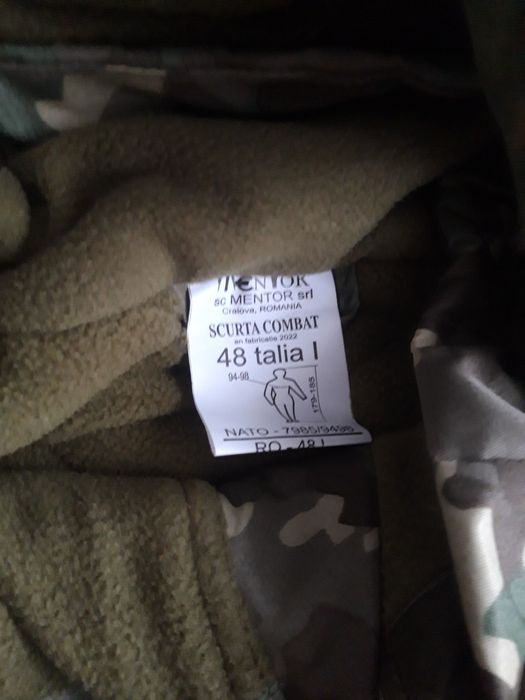 MENTOR
sc MENTOR srl
Craiova, ROMANIA
SCURTA COMBAT
an fabricatie 2022
48 talia I
94-98
179-185
NATO - 7985/9498
RO - 48 I